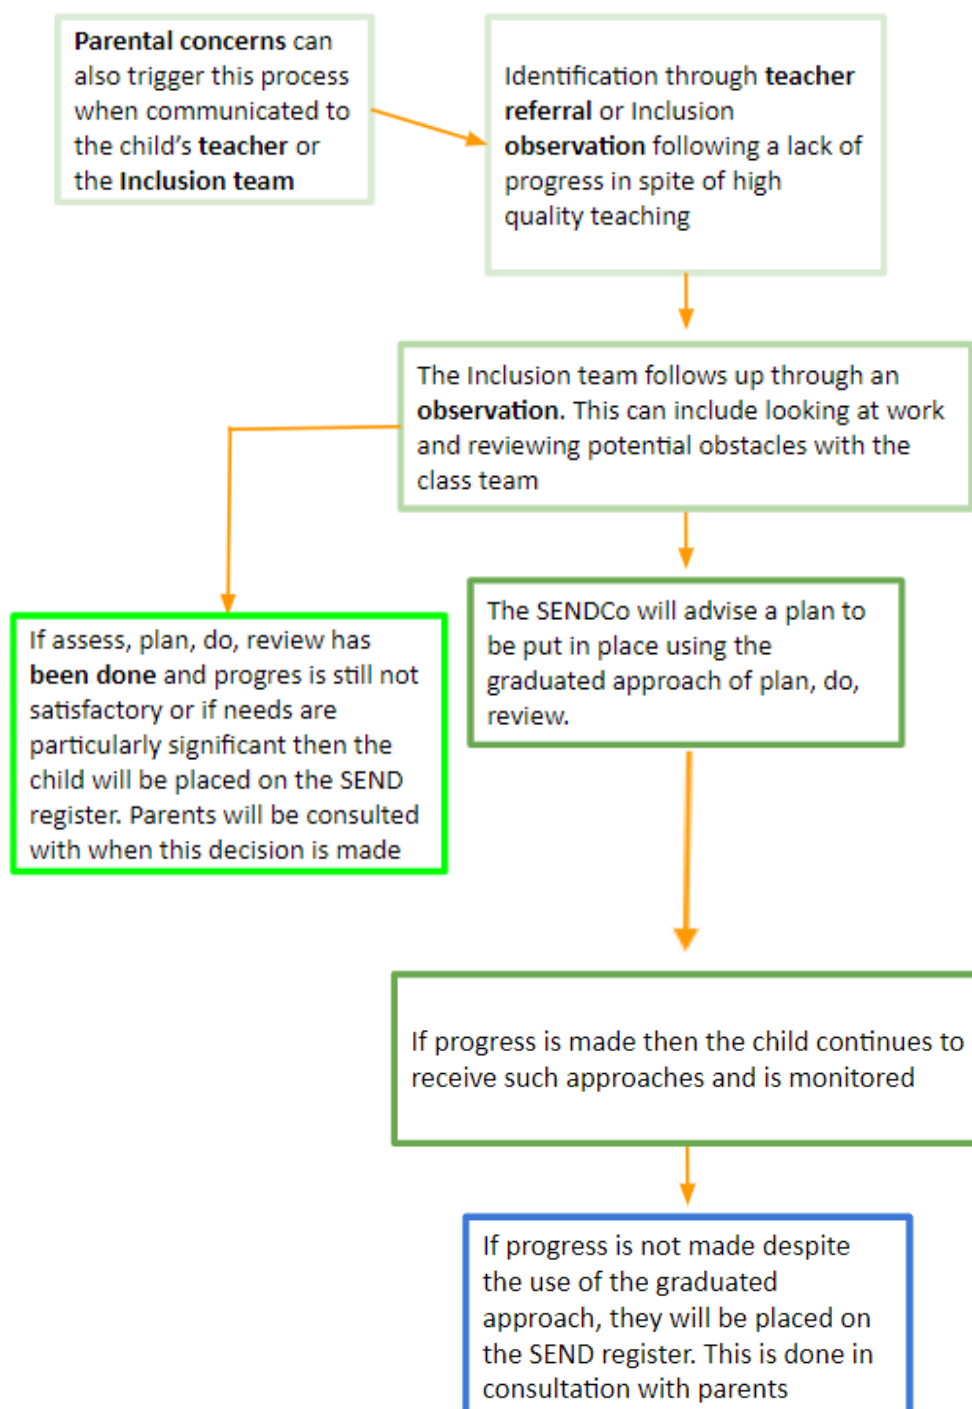 Parental concerns can
also trigger this process
when communicated to
the child's teacher or
the Inclusion team
Identification through teacher
referral or Inclusion
observation following a lack of
progress in spite of high
quality teaching
The Inclusion team follows up through an
observation. This can include looking at work
and reviewing potential obstacles with the
class team
If assess, plan, do, review has
been done and progres is still not
satisfactory or if needs are
particularly significant then the
child will be placed on the SEND
register. Parents will be consulted
with when this decision is made
The SENDCo will advise a plan to
be put in place using the
graduated approach of plan, do,
review.
If progress is made then the child continues to
receive such approaches and is monitored
If progress is not made despite
the use of the graduated
approach, they will be placed on
the SEND register. This is done in
consultation with parents